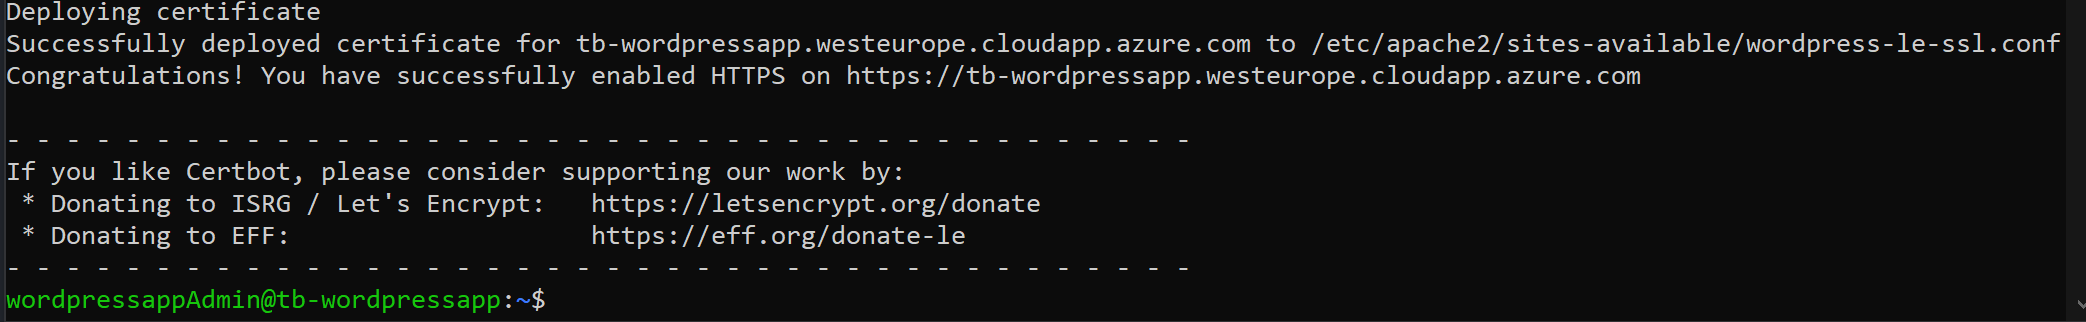 Deploying certificate
Successfully deployed certificate for tb-wordpressapp.westeurope.cloudapp.azure.com to /etc/apache2/sites-available/wordpress-le-ssl.conf
Congratulations! You have successfully enabled HTTPS on https://tb-wordpressapp.westeurope.cloudapp.azure.com
- - - - - - - - - - - - - - - - - - - - - - - - - - - - - - - - - - - - - - - -
If you like Certbot, please consider supporting our work by:
 * Donating to ISRG / Let's Encrypt:   https://letsencrypt.org/donate
 * Donating to EFF:                    https://eff.org/donate-le
- - - - - - - - - - - - - - - - - - - - - - - - - - - - - - - - - - - - - - - -
wordpressappAdmin@tb-wordpressapp:~$